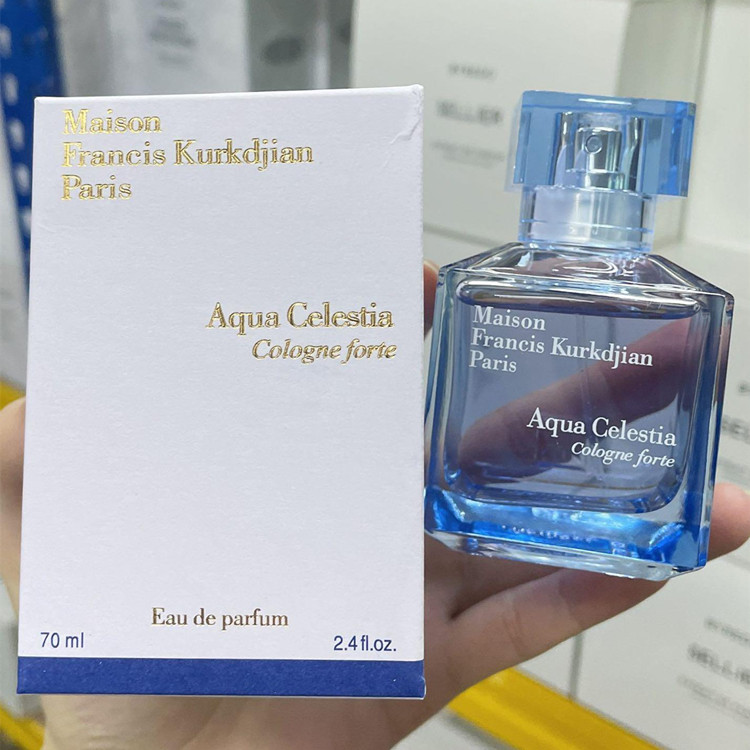 Maison
Francis Kurkdjian
Paris
Aqua Celestia
Cologne forte
Eau de parfum
70 ml
2.4 fl.oz.
Maison
Francis Kurkdjian
Paris
Aqua Celestia
Cologne forte
SELLIER